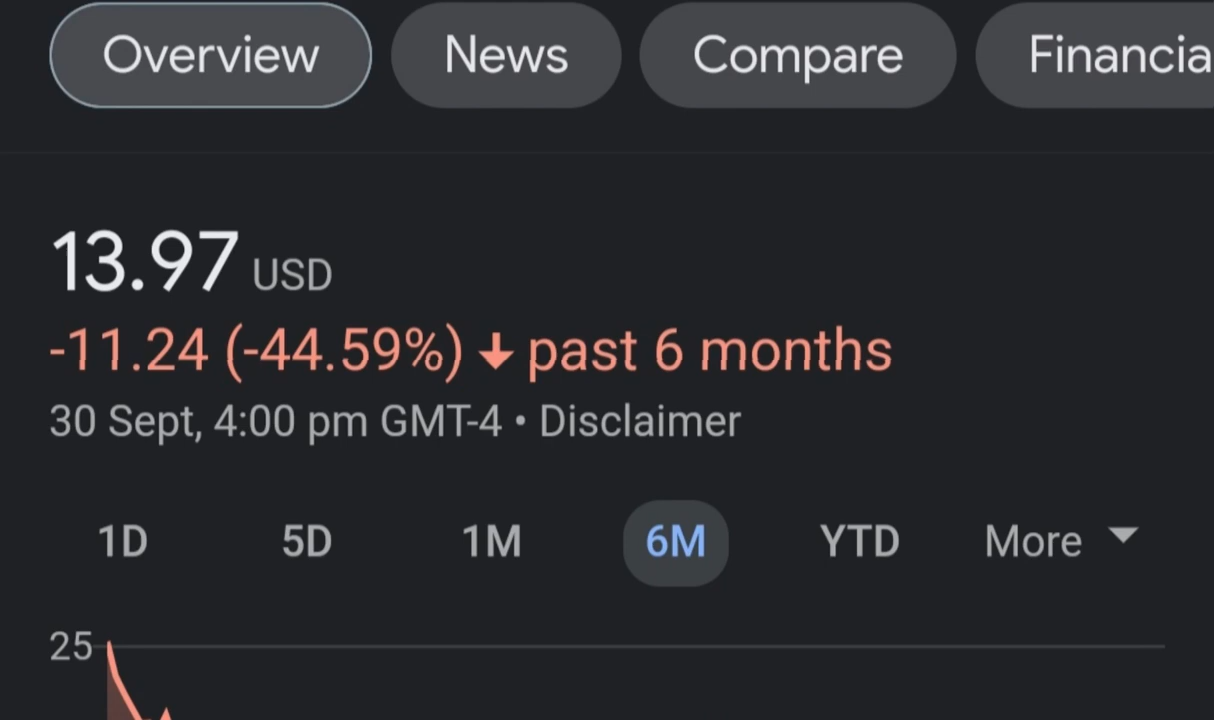 Overview News Compare Financia
13.97 USD
-11.24 (-44.59%) ↓ past 6 months
30 Sept, 4:00 pm GMT-4 • Disclaimer
1D 5D 1M 6M YTD More
25